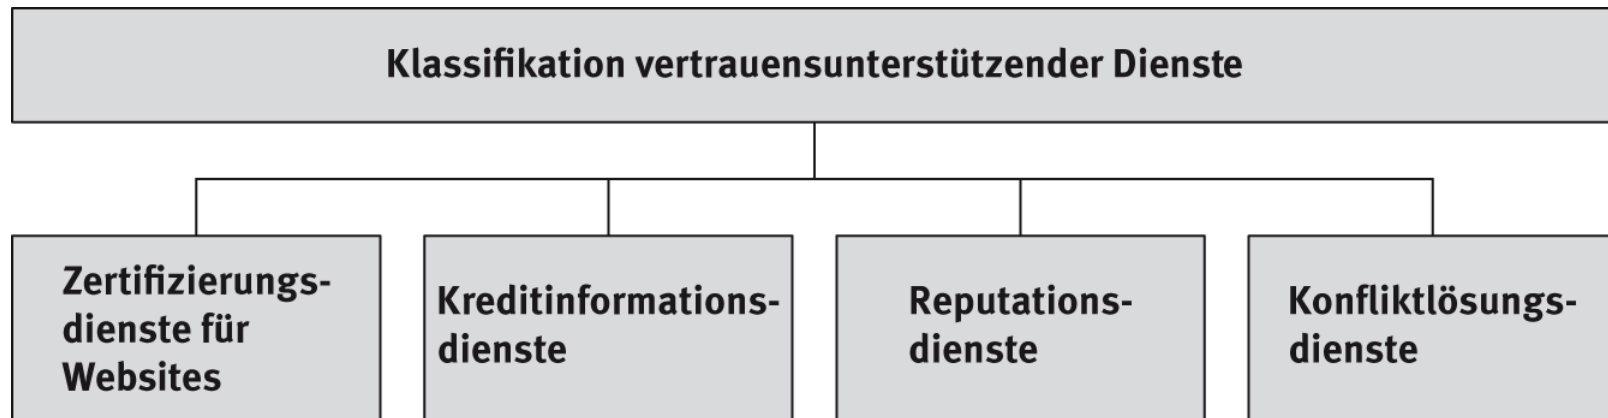 Klassifikation vertrauensunterstützender Dienste
Zertifizierungs-
dienste für
Websites
Kreditinformations-
dienste
Reputations-
dienste
Konfliktlösungs-
dienste